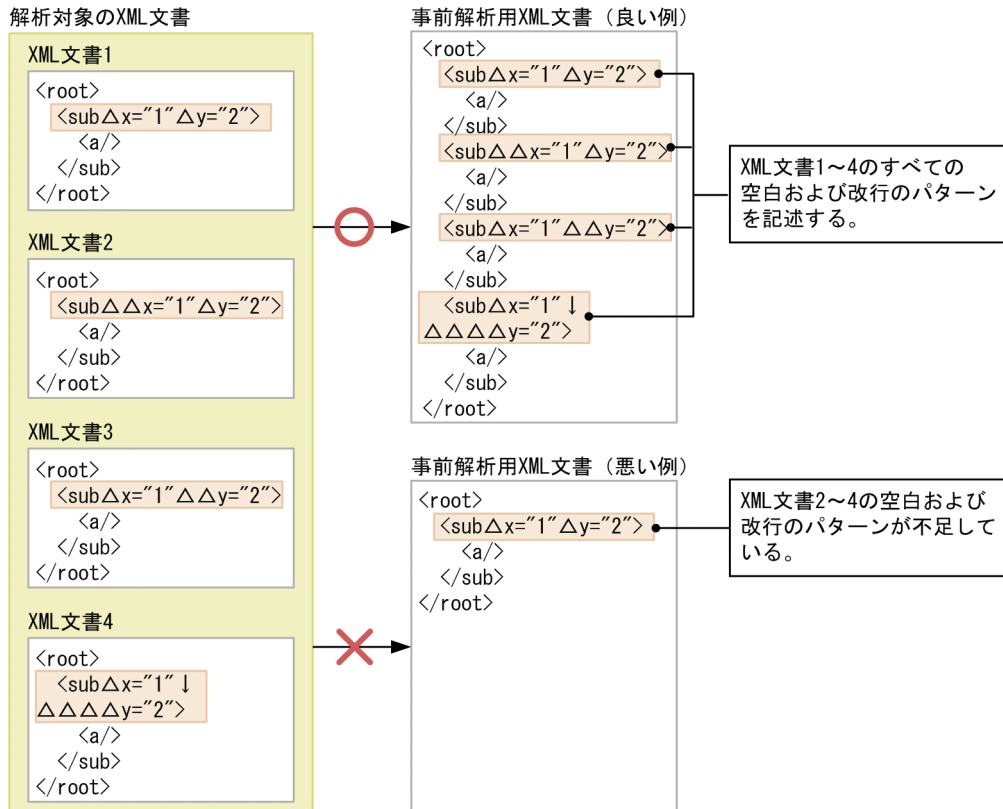 解析対象のXML文書
XML文書1
<root>
<sub△x="1"△y="2">
<a/>
</sub>
</root>
XML文書2
<root>
<sub△△x="1"△y="2">
<a/>
</sub>
</root>
XML文書3
<root>
<sub△x="1"△△y="2">
<a/>
</sub>
</root>
XML文書4
<root>
<sub△x="1"↓
△△△△y="2">
<a/>
</sub>
</root>
事前解析用XML文書（良い例）
<root>
<sub△x="1"△y="2">
<a/>
</sub>
<sub△△x="1"△y="2">
<a/>
</sub>
<sub△x="1"△△y="2">
<a/>
</sub>
<sub△x="1"↓
△△△△y="2">
<a/>
</sub>
</root>
XML文書1～4のすべての
空白および改行のパターン
を記述する。
事前解析用XML文書（悪い例）
<root>
<sub△x="1"△y="2">
<a/>
</sub>
</root>
XML文書2～4の空白および
改行のパターンが不足して
いる。